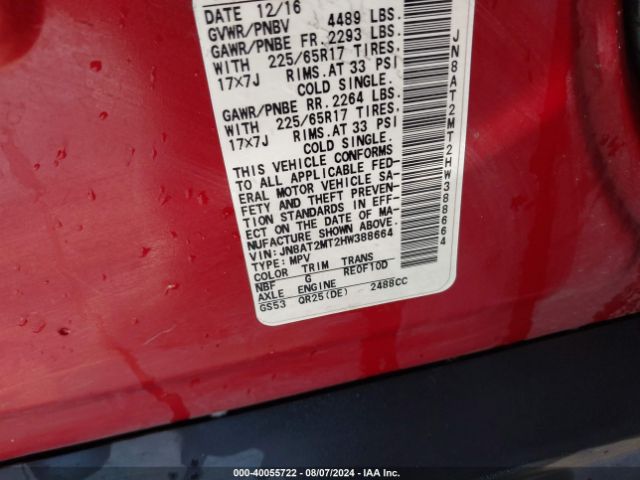 DATE 12/16
GVWR/PNBV 4489 LBS.
GAWR/PNBE FR. 2293 LBS.
WITH 225/65R17 TIRES.
17X7J RIMS. AT 33 PSI
COLD SINGLE.
GAWR/PNBE RR. 2264 LBS.
WITH 225/65R17 TIRES.
17X7J RIMS. AT 33 PSI
COLD SINGLE.
THIS VEHICLE CONFORMS
TO ALL APPLICABLE FED-
ERAL MOTOR VEHICLE SA-
FETY AND THEFT PREVEN-
TION STANDARDS IN EFF-
ECT ON THE DATE OF MA-
NUFACTURE SHOWN ABOVE.
VIN: JN8AT2MT2HW388664
TYPE: MPV
COLOR TRIM TRANS
NBF G RE0F10D
AXLE ENGINE
GS53 QR25(DE) 2488CC
JN8AT2MT2HW388664
000-40055722 - 08/07/2024 - IAA Inc.